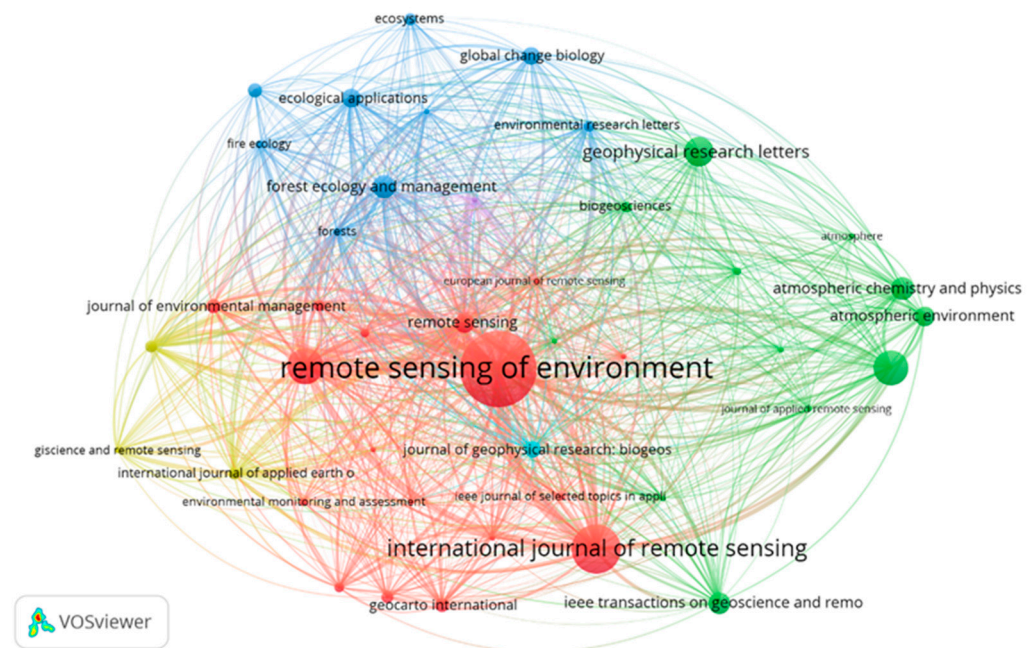 ecosystems
global change biology
ecological applications
environmental research letters
fire ecology
geophysical research letters
forest ecology and management
biogeosciences
forests
atmosphere
european journal of remote sensing
atmospheric chemistry and physics
journal of environmental management
atmospheric environment
remote sensing
remote sensing of environment
journal of applied remote sensing
giscience and remote sensing
journal of geophysical research: biogeos
international journal of applied earth o
environmental monitoring and assessment
ieee journal of selected topics in appli
international journal of remote sensing
geocarto international
ieee transactions on geoscience and remo
VOSviewer